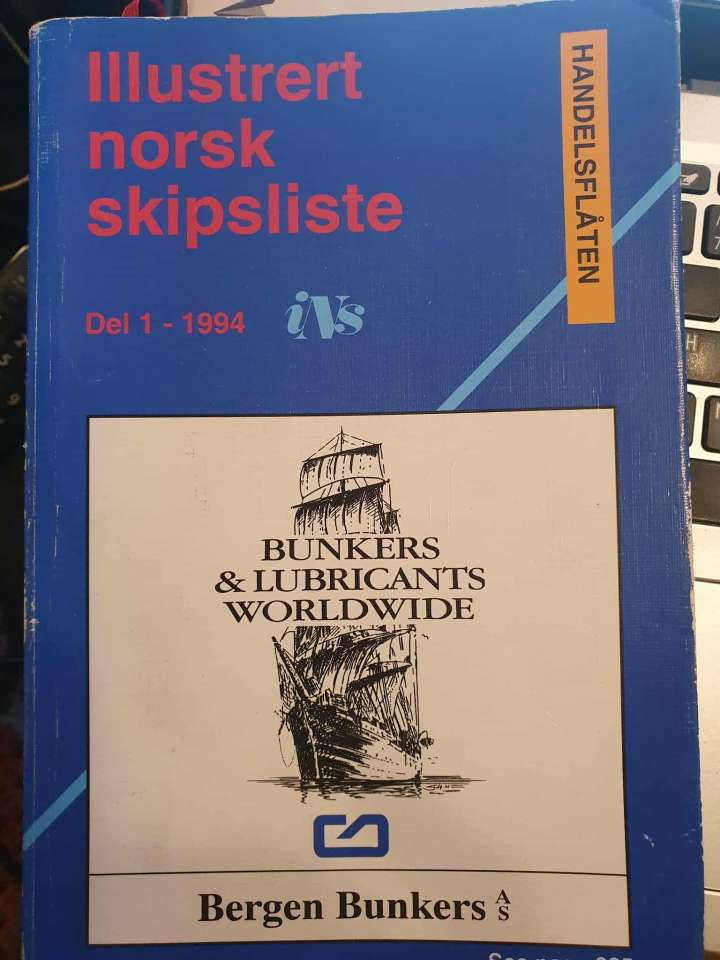 Illustrert
norsk
skipsliste
HANDELSFLÅTEN
Del 1 - 1994
iNs
BUNKERS
& LUBRICANTS
WORLDWIDE
Bergen Bunkers A/S